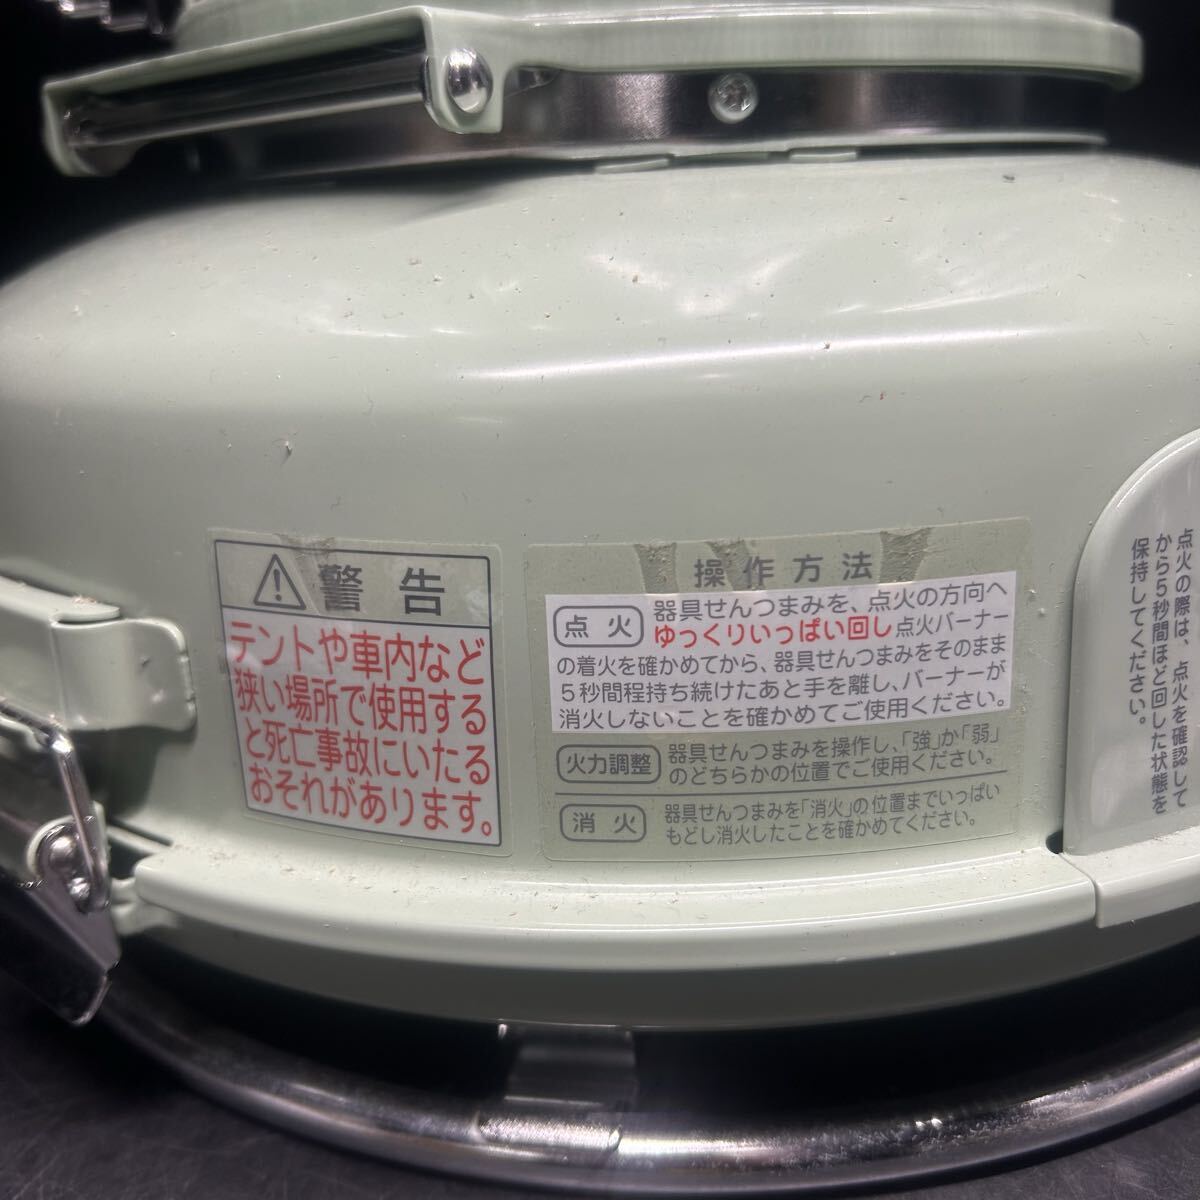 ⚠ 警告
テントや車内など
狭い場所で使用する
と死亡事故にいたる
おそれがあります。
操作方法
点火 器具せんつまみを、点火の方向へ
ゆっくりいっぱい回し点火バーナー
の着火を確かめてから、器具せんつまみをそのまま
5秒間程持ち続けたあと手を離し、バーナーが
消火しないことを確かめてご使用ください。
火力調整 器具せんつまみを操作し、「強」か「弱」
のどちらかの位置でご使用ください。
消火 器具せんつまみを「消火」の位置までいっぱい
もどし消火したことを確かめてください。
点火の際は、点火を確認して
から5秒間ほど回した状態を
保持してください。